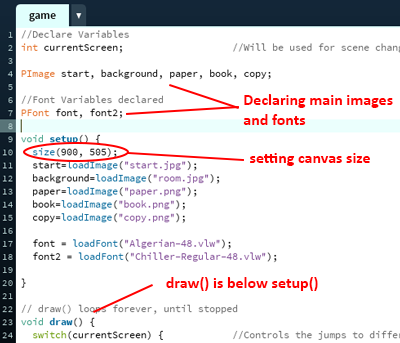 game
1 //Declare Variables
2 int currentScreen; //Will be used for scene chang
3
4 PImage start, background, paper, book, copy;
5
6 //Font Variables declared
7 PFont font, font2;
Declaring main images
and fonts
8
9 void setup() {
10 size(900, 505);
setting canvas size
11 start=loadImage("start.jpg");
12 background=loadImage("room.jpg");
13 paper=loadImage("paper.png");
14 book=loadImage("book.png");
15 copy=loadImage("copy.png");
16
17 font = loadFont("Algerian-48.vlw");
18 font2 = loadFont("Chiller-Regular-48.vlw");
19
20 }
draw() is below setup()
21
22 // draw() loops forever, until stopped
23 void draw() {
24 switch(currentScreen) { //Controls the jumps to differ